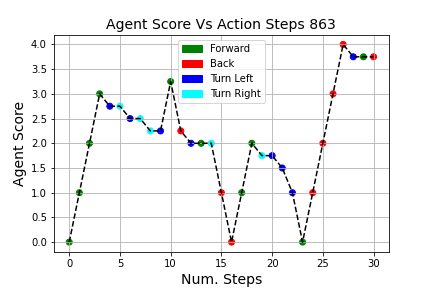 Agent Score Vs Action Steps 863
Forward
Back
Turn Left
Turn Right
Agent Score
4.0
3.5
3.0
2.5
2.0
1.5
1.0
0.5
0.0
0 5 10 15 20 25 30
Num. Steps